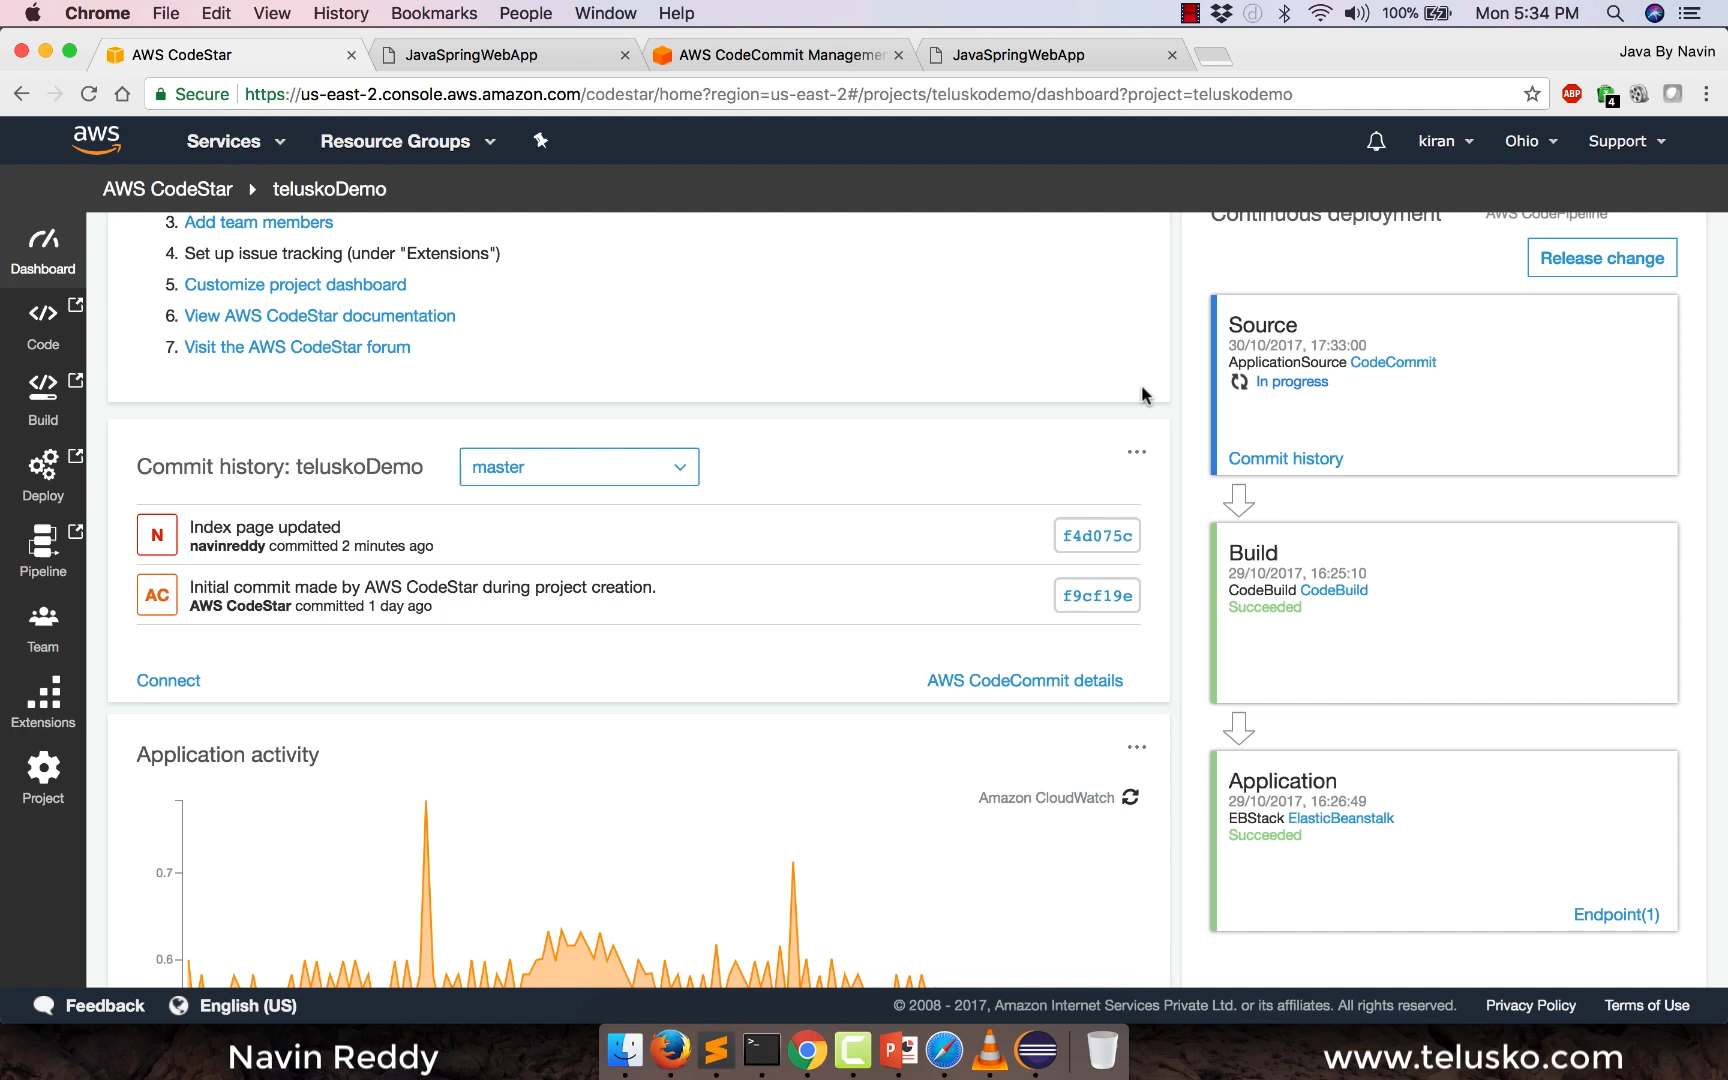 Chrome File Edit View History Bookmarks People Window Help 100% Mon 5:34 PM
AWS CodeStar JavaSpringWebApp AWS CodeCommit Managemer JavaSpringWebApp Java By Navin
Secure https://us-east-2.console.aws.amazon.com/codestar/home?region=us-east-2#/projects/teluskodemo/dashboard?project=teluskodemo ABP 4
aws Services Resource Groups kiran Ohio Support
AWS CodeStar teluskoDemo
Dashboard
Code
Build
Deploy
Pipeline
Team
Extensions
Project
3. Add team members
4. Set up issue tracking (under "Extensions")
5. Customize project dashboard
6. View AWS CodeStar documentation
7. Visit the AWS CodeStar forum
Commit history: teluskoDemo master
N Index page updated
navinreddy committed 2 minutes ago
f4d075c
AC Initial commit made by AWS CodeStar during project creation.
AWS CodeStar committed 1 day ago
f9cf19e
Connect AWS CodeCommit details
Application activity
Amazon CloudWatch
0.7
0.6
Continuous deployment AWS CodePipeline
Release change
Source
30/10/2017, 17:33:00
ApplicationSource CodeCommit
In progress
Commit history
Build
29/10/2017, 16:25:10
CodeBuild CodeBuild
Succeeded
Application
29/10/2017, 16:26:49
EBStack ElasticBeanstalk
Succeeded
Endpoint(1)
Feedback English (US) © 2008 - 2017, Amazon Internet Services Private Ltd. or its affiliates. All rights reserved. Privacy Policy Terms of Use
Navin Reddy www.telusko.com